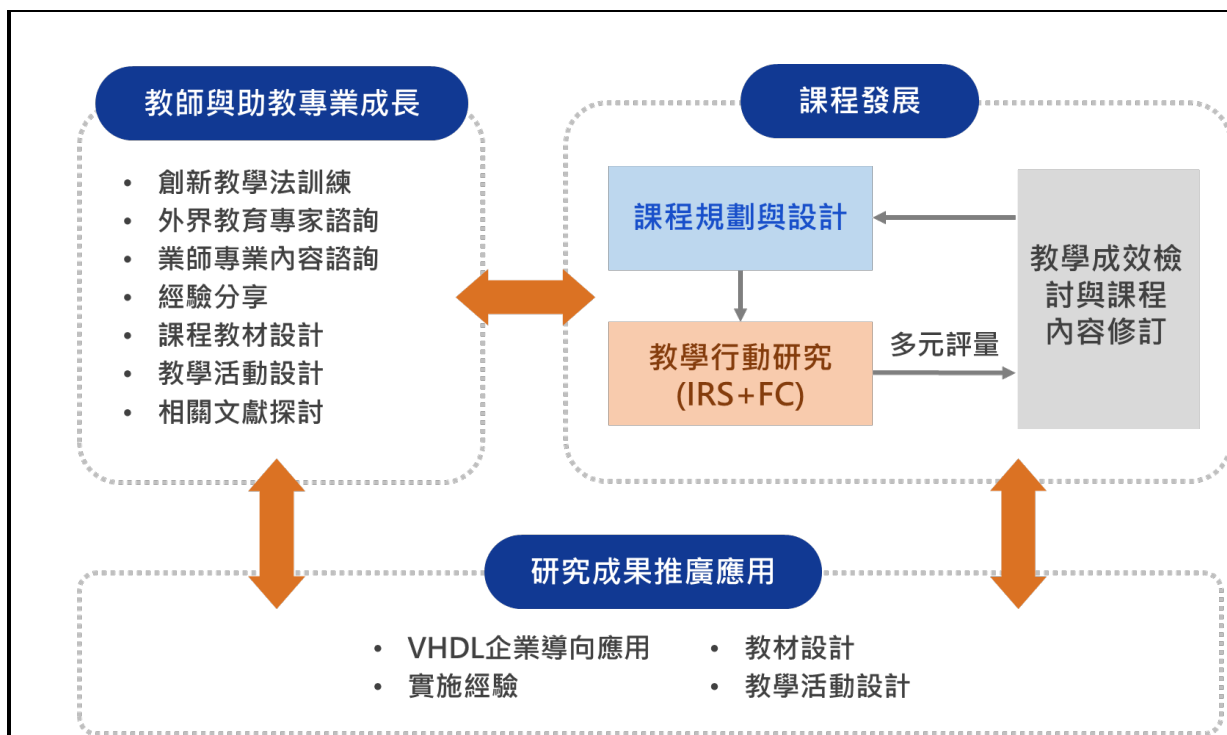 教師與助教專業成長
• 創新教學法訓練
• 外界教育專家諮詢
• 業師專業內容諮詢
• 經驗分享
• 課程教材設計
• 教學活動設計
• 相關文獻探討
課程發展
課程規劃與設計
教學行動研究
(IRS+FC)
多元評量
教學成效檢
討與課程
內容修訂
研究成果推廣應用
• VHDL企業導向應用
• 實施經驗
• 教材設計
• 教學活動設計